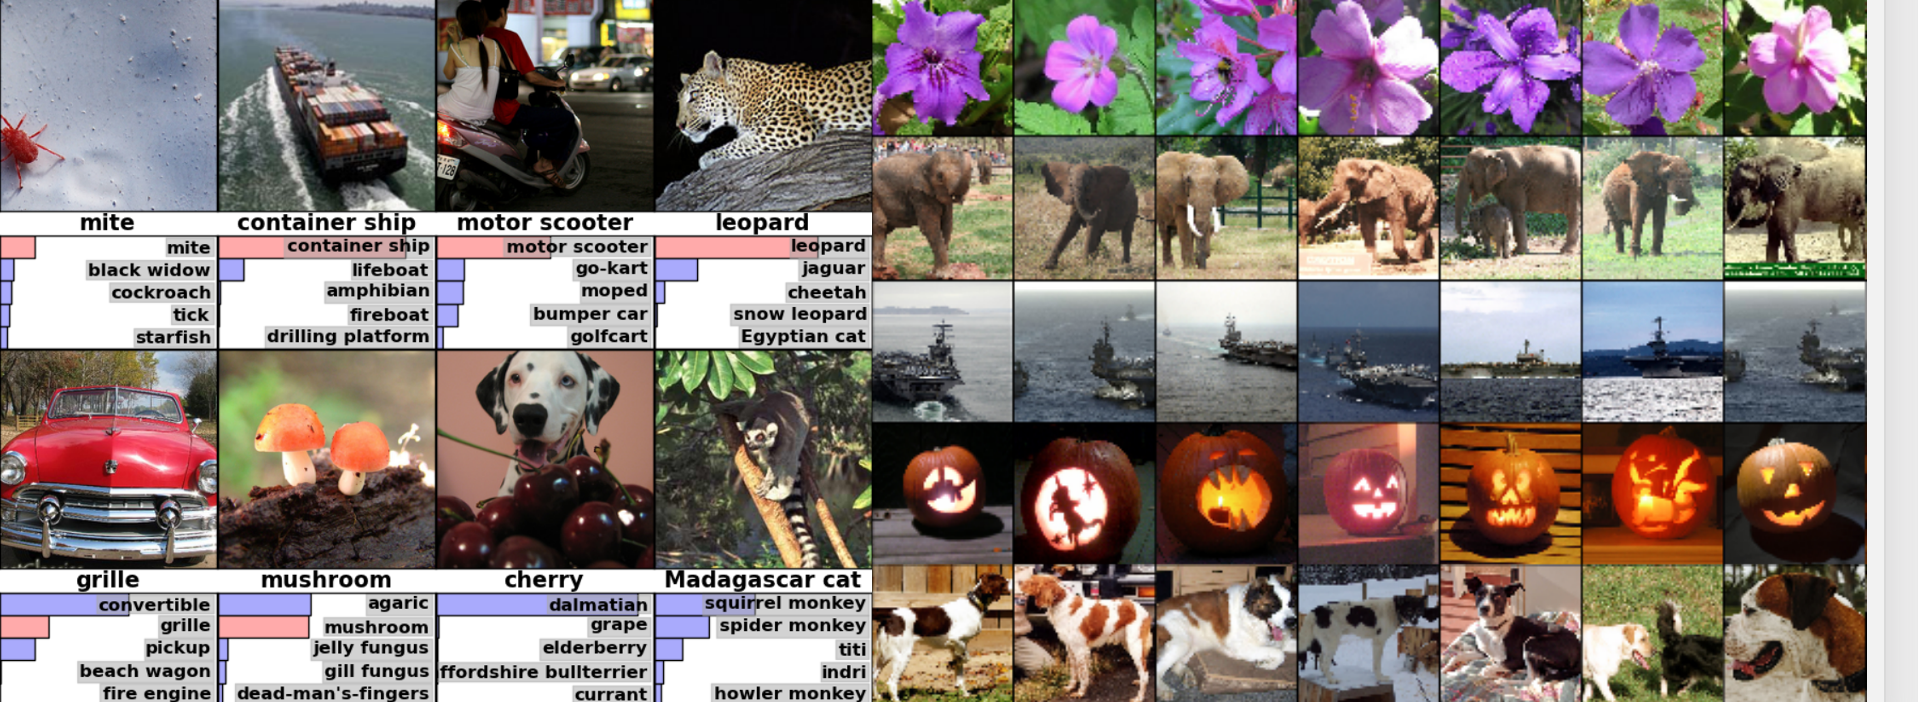 mite
container ship
motor scooter
leopard
mite
black widow
cockroach
tick
starfish
container ship
lifeboat
amphibian
fireboat
drilling platform
motor scooter
go-kart
moped
bumper car
golfcart
leopard
jaguar
cheetah
snow leopard
Egyptian cat
grille
mushroom
cherry
Madagascar cat
convertible
grille
pickup
beach wagon
fire engine
agaric
mushroom
jelly fungus
gill fungus
dead-man's-fingers
dalmatian
grape
elderberry
ffordshire bullterrier
currant
squirrel monkey
spider monkey
titi
indri
howler monkey